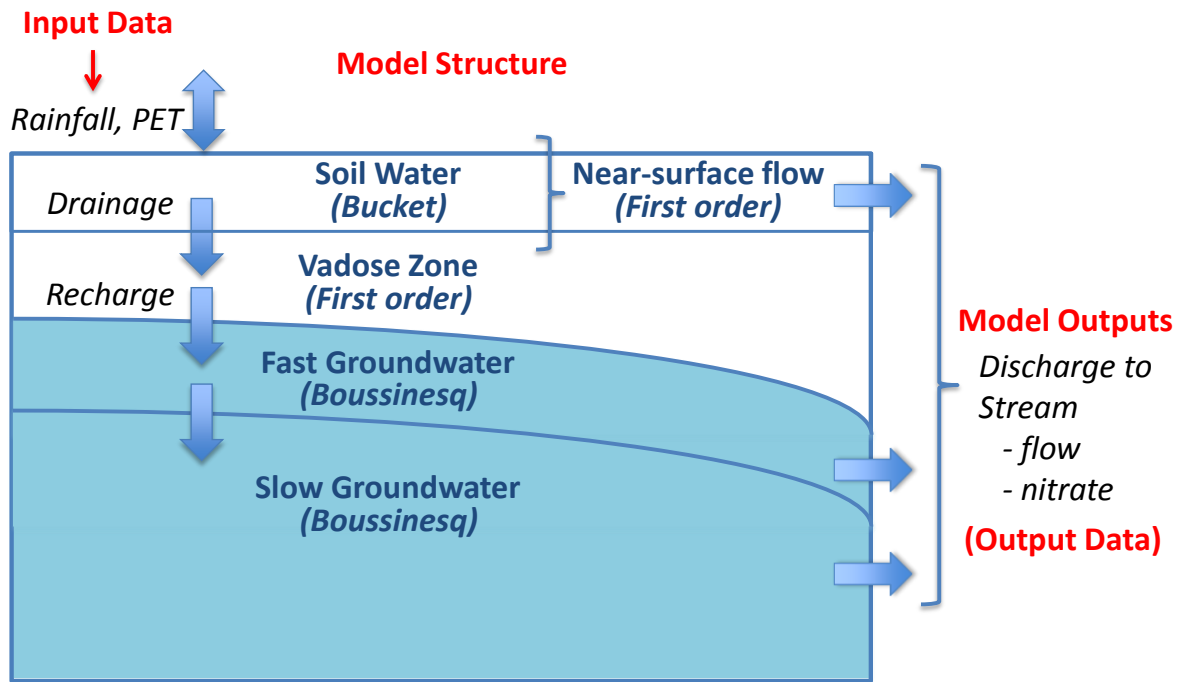 Input Data
Model Structure
Rainfall, PET
Soil Water
(Bucket)
Near-surface flow
(First order)
Drainage
Vadose Zone
(First order)
Recharge
Fast Groundwater
(Boussinesq)
Slow Groundwater
(Boussinesq)
Model Outputs
Discharge to
Stream
- flow
- nitrate
(Output Data)